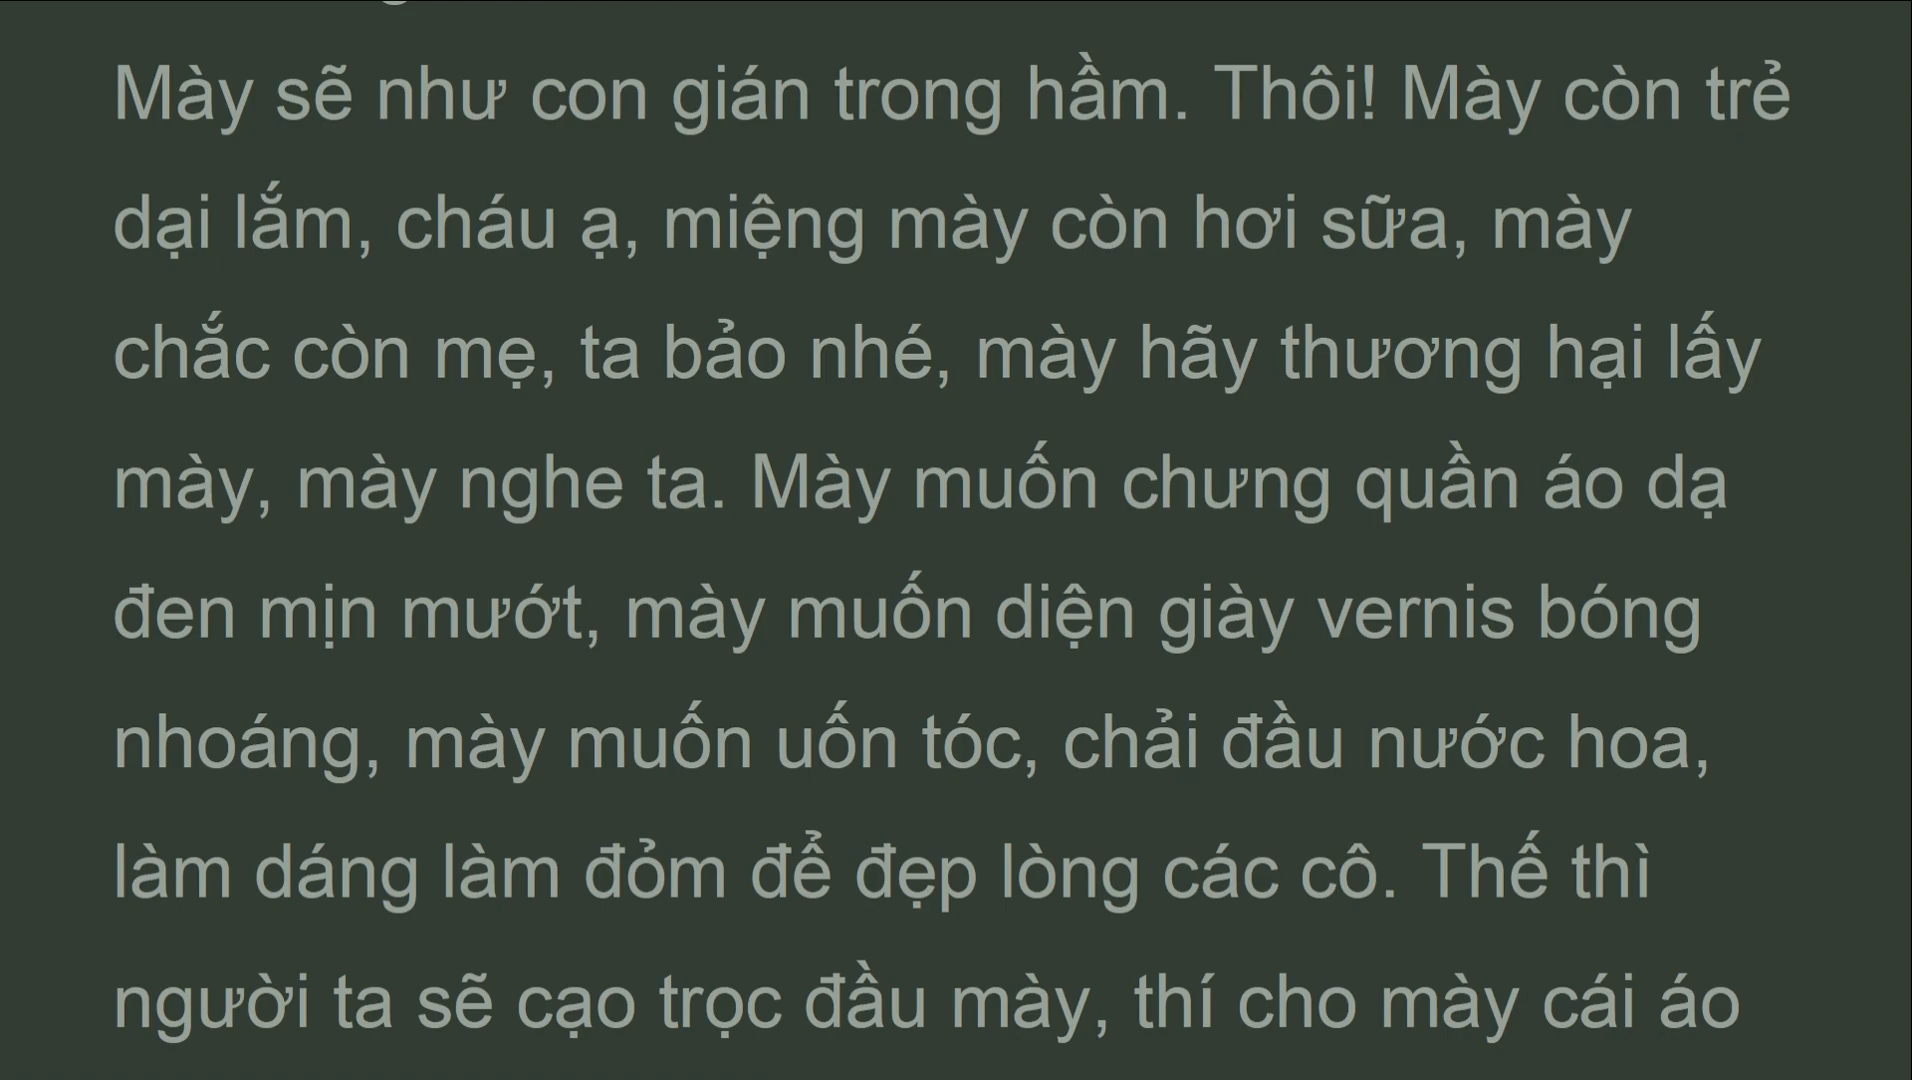 Mày sẽ như con gián trong hầm. Thôi! Mày còn trẻ
dại lắm, cháu ạ, miệng mày còn hơi sữa, mày
chắc còn mẹ, ta bảo nhé, mày hãy thương hại lấy
mày, mày nghe ta. Mày muốn chưng quần áo dạ
đen mịn mướt, mày muốn diện giày vernis bóng
nhoáng, mày muốn uốn tóc, chải đầu nước hoa,
làm dáng làm đỏm để đẹp lòng các cô. Thế thì
người ta sẽ cạo trọc đầu mày, thí cho mày cái áo